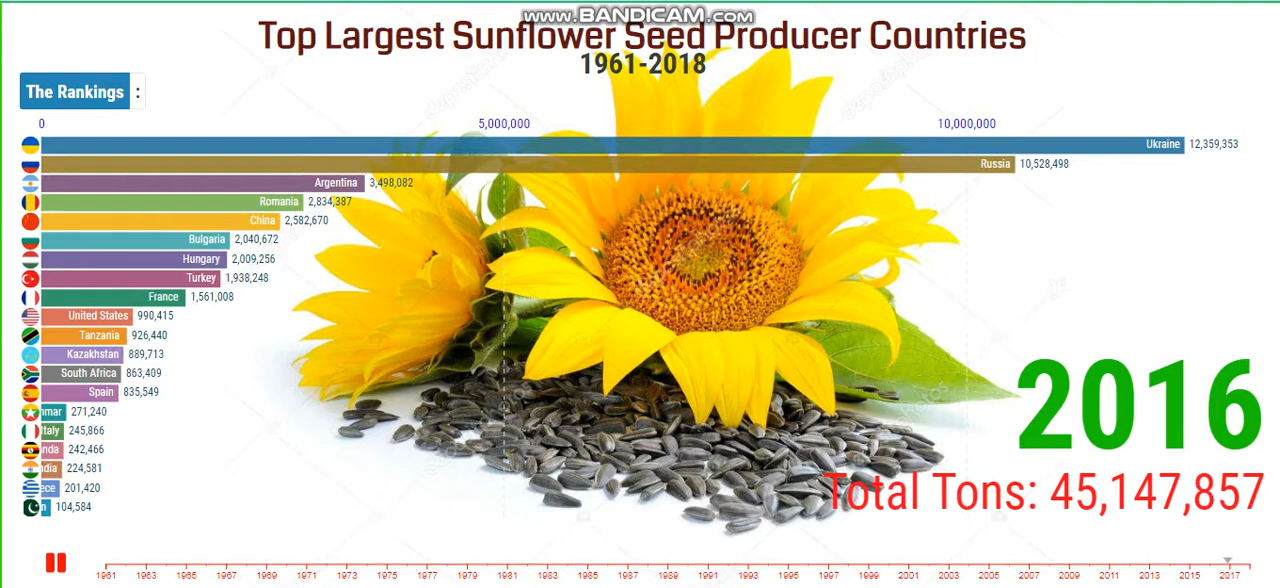 www.BANDICAM.com
Top Largest Sunflower Seed Producer Countries
1961-2018
The Rankings :
0 5,000,000 10,000,000
Ukraine 12,359,353
Russia 10,528,498
Argentina 3,498,082
Romania 2,834,387
China 2,582,670
Bulgaria 2,040,672
Hungary 2,009,256
Turkey 1,938,248
France 1,561,008
United States 990,415
Tanzania 926,440
Kazakhstan 889,713
South Africa 863,409
Spain 835,549
nmar 271,240
Italy 245,866
nda 242,466
dia 224,581
ece 201,420
n 104,584
2016
Total Tons: 45,147,857
1961 1963 1965 1967 1969 1971 1973 1975 1977 1979 1981 1983 1985 1987 1989 1991 1993 1995 1997 1999 2001 2003 2005 2007 2009 2011 2013 2015 2017